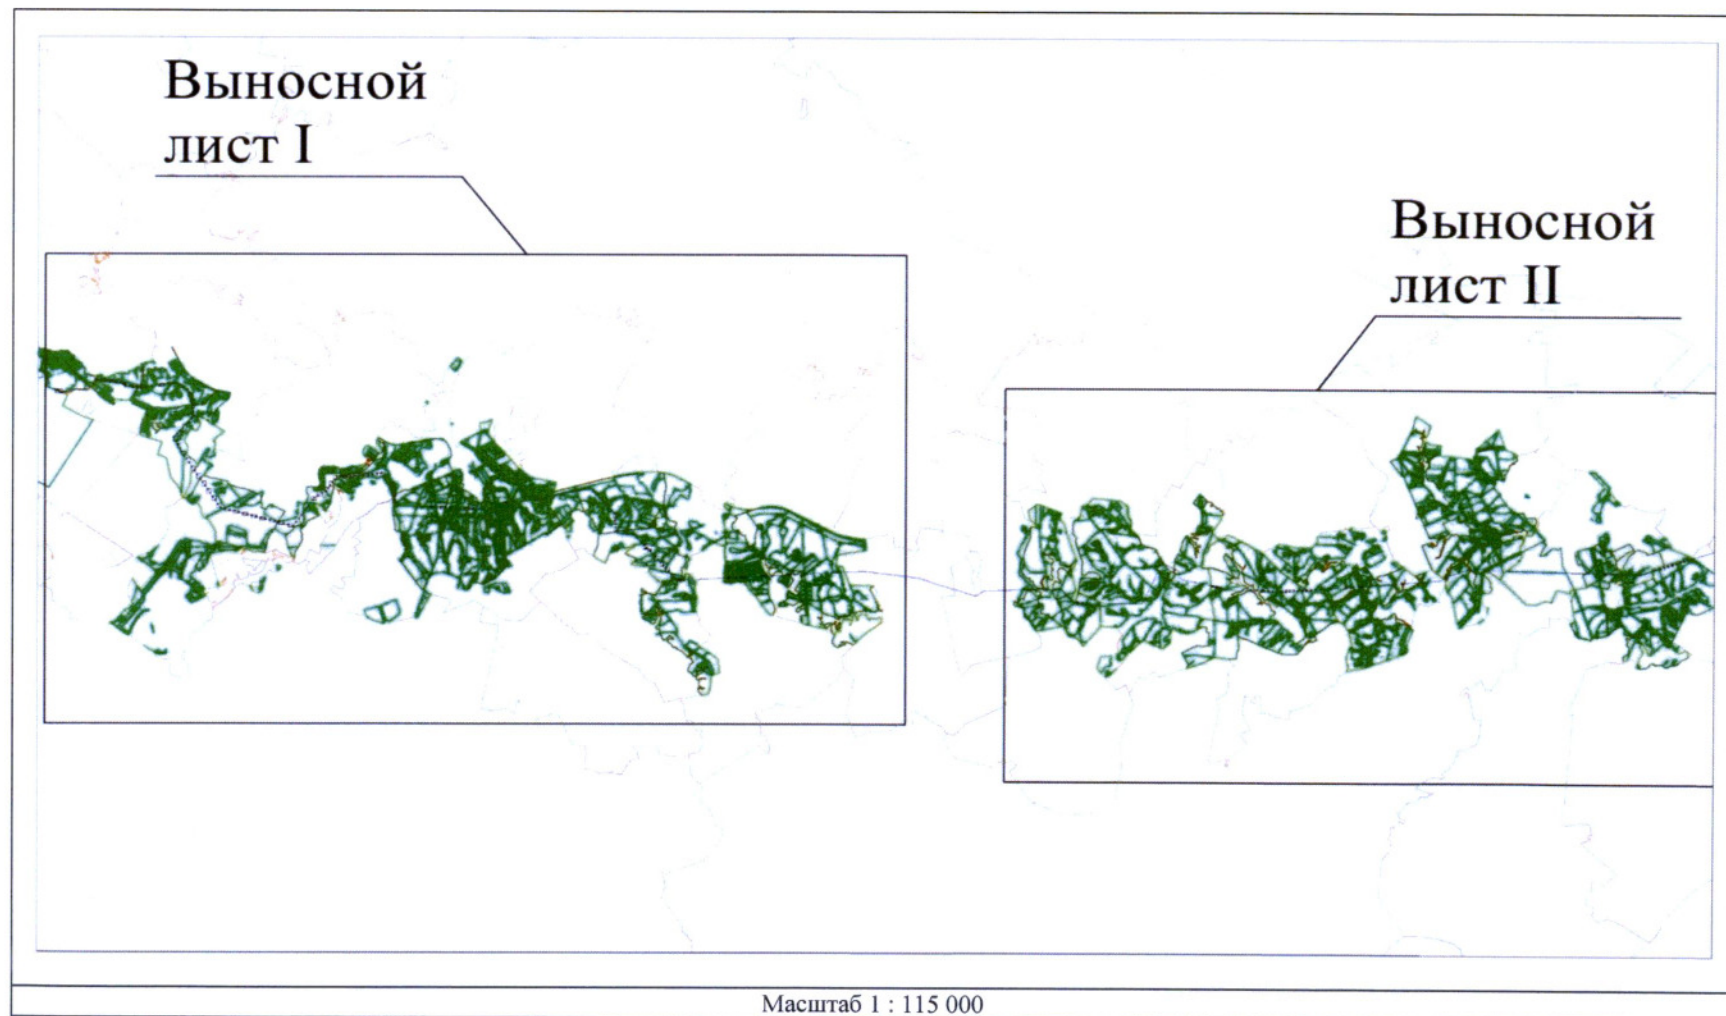 Выносной
лист I
Выносной
лист II
Масштаб 1 : 115 000